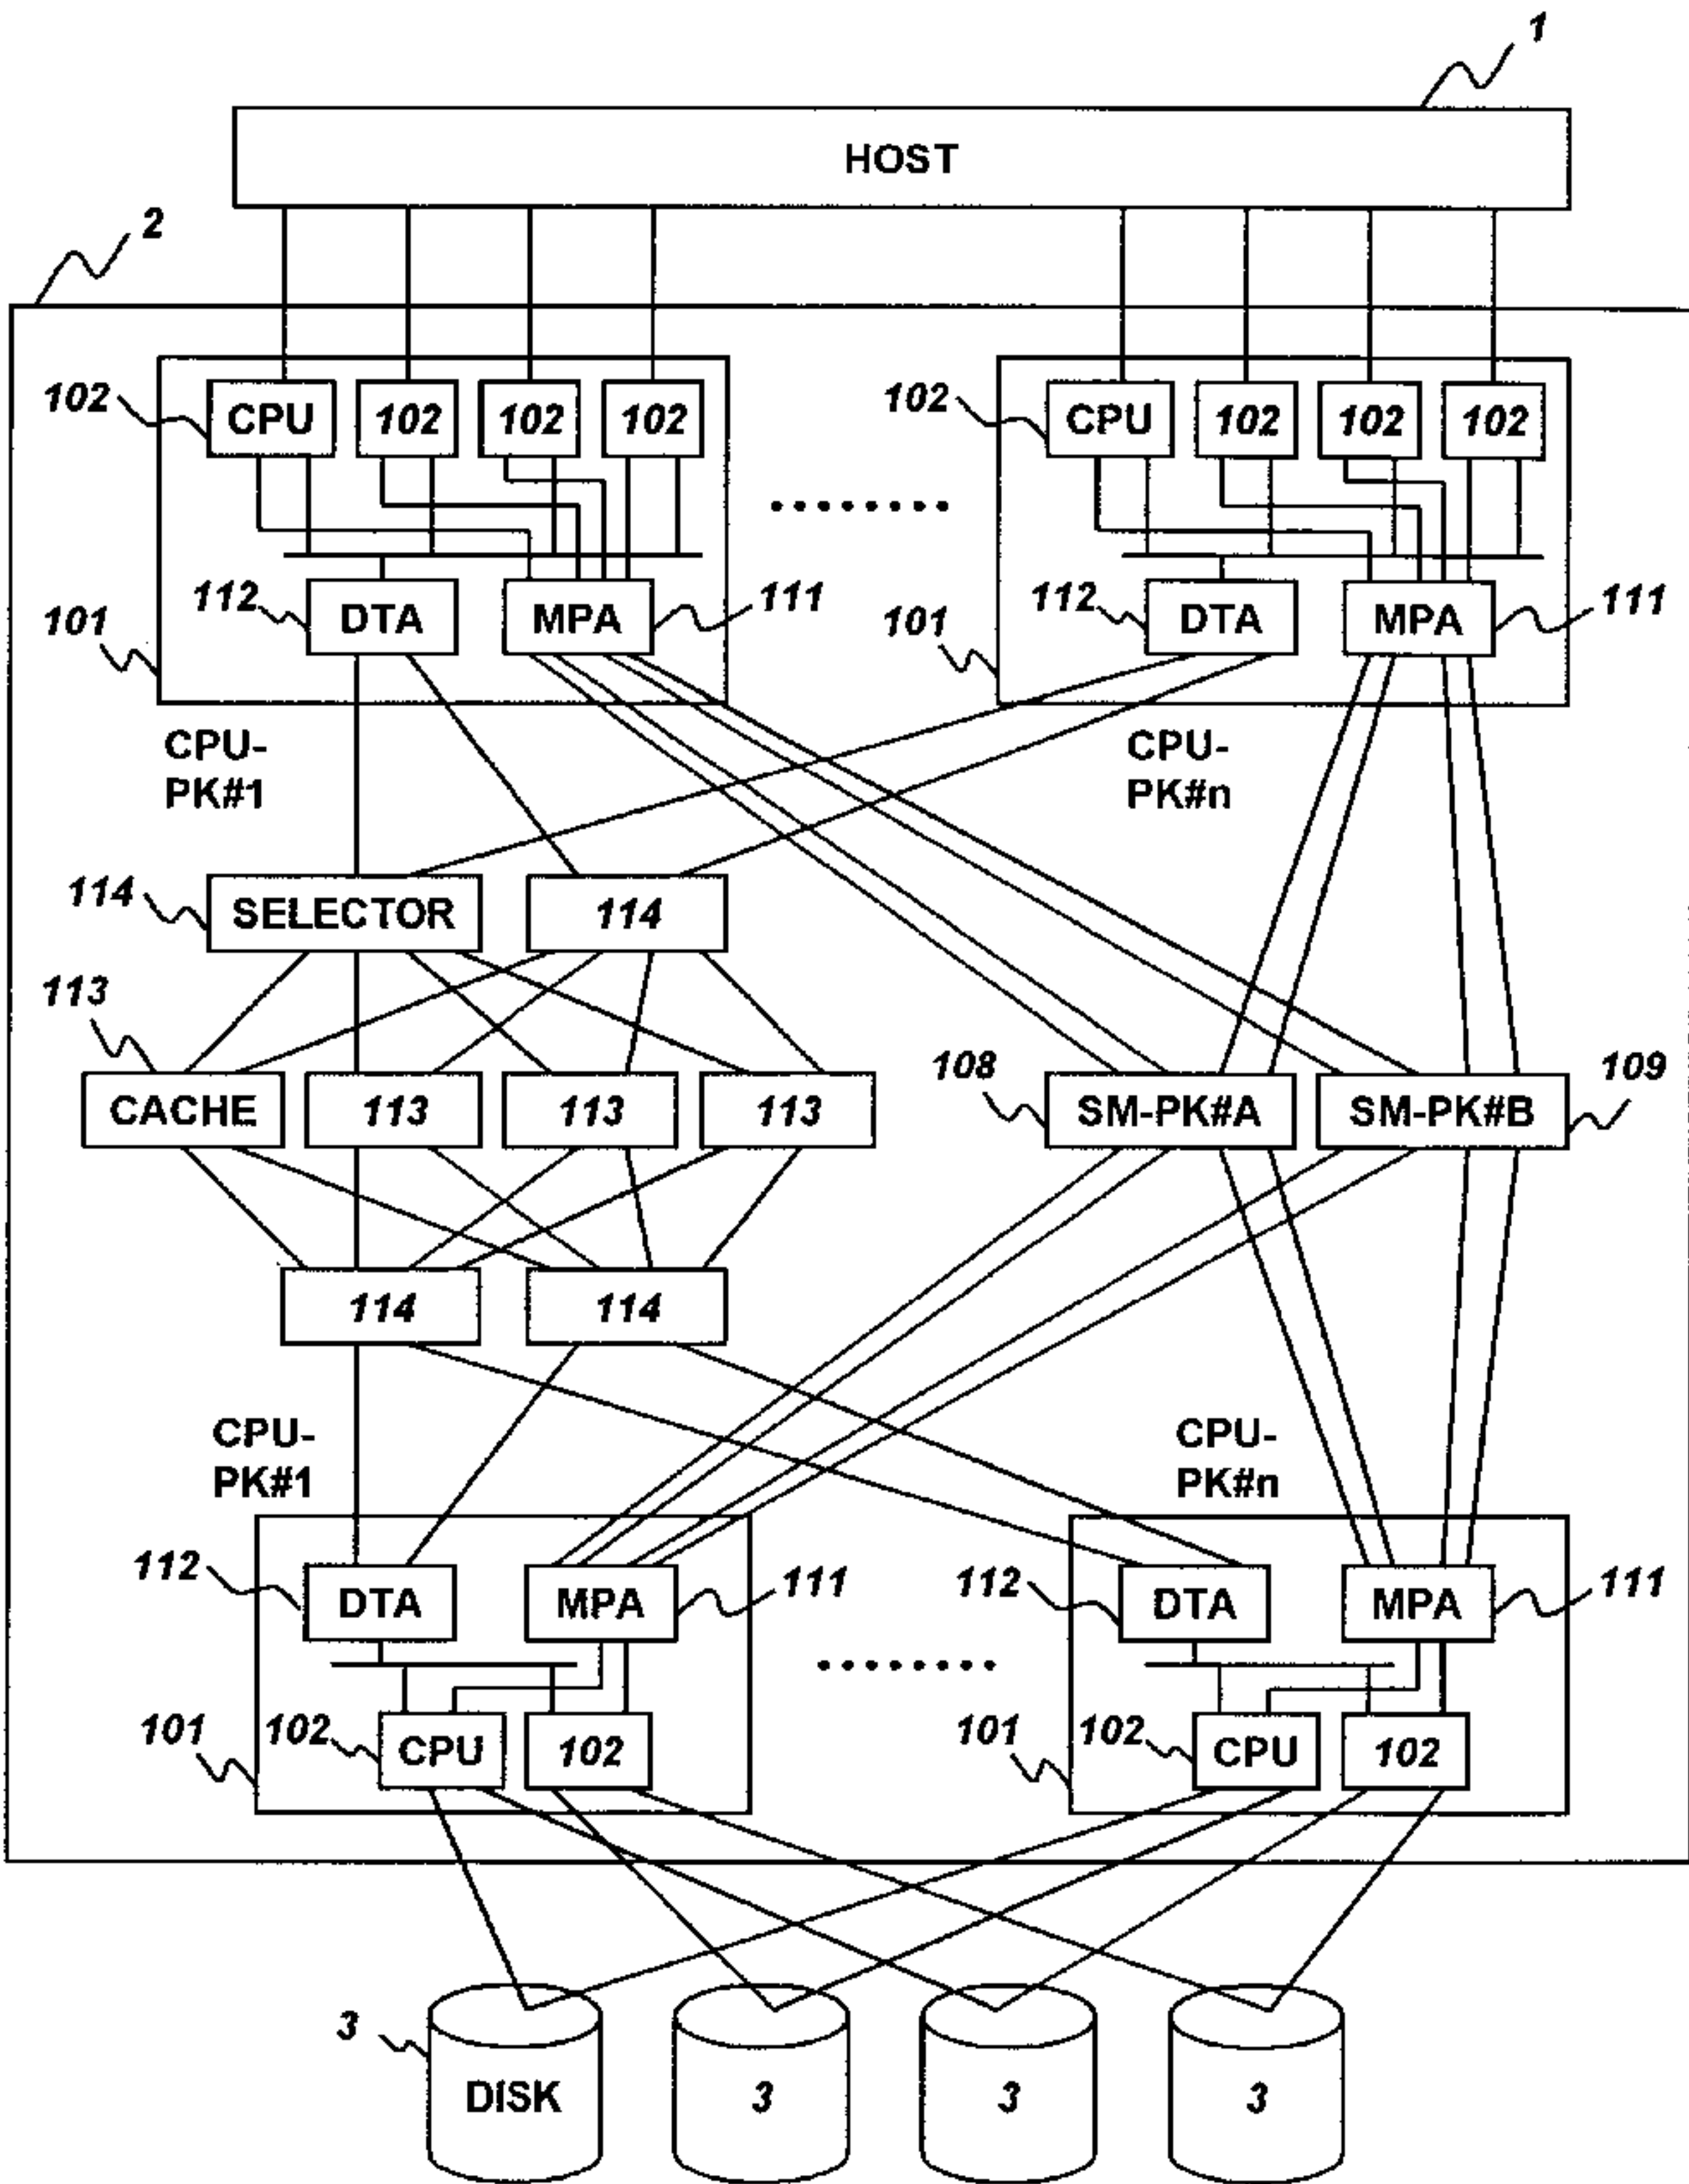 1
HOST
2
102 CPU 102 102 102
102 CPU 102 102 102
112 DTA MPA 111
101
112 DTA MPA 111
101
CPU-
PK#1
CPU-
PK#n
114 SELECTOR 114
113
CACHE 113 113 113
108 SM-PK#A SM-PK#B 109
114 114
CPU-
PK#1
CPU-
PK#n
112 DTA MPA 111
112 DTA MPA 111
101 102 CPU 102
101 102 CPU 102
3 DISK 3 3 3